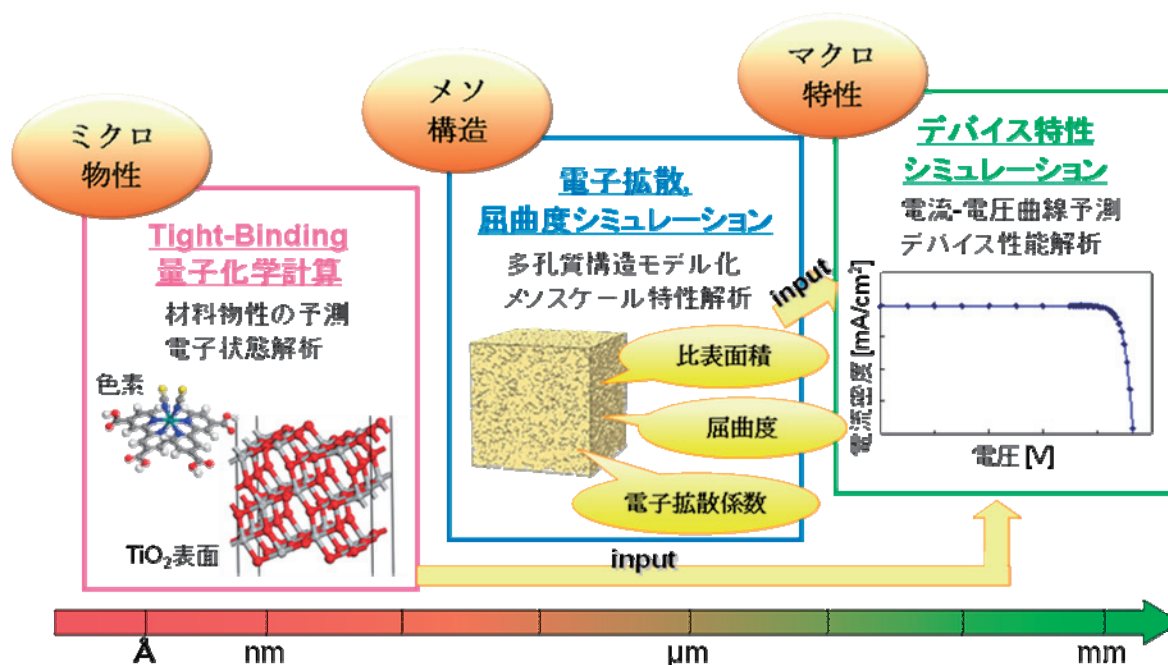 ミクロ
物性
Tight-Binding
量子化学計算
材料物性の予測
電子状態解析
色素
TiO₂表面
メソ
構造
電子拡散,
屈曲度シミュレーション
多孔質構造モデル化
メソスケール特性解析
比表面積
屈曲度
電子拡散係数
input
input
マクロ
特性
デバイス特性
シミュレーション
電流-電圧曲線予測
デバイス性能解析
電流密度 [mA/cm²]
電圧 [V]
Å nm μm mm